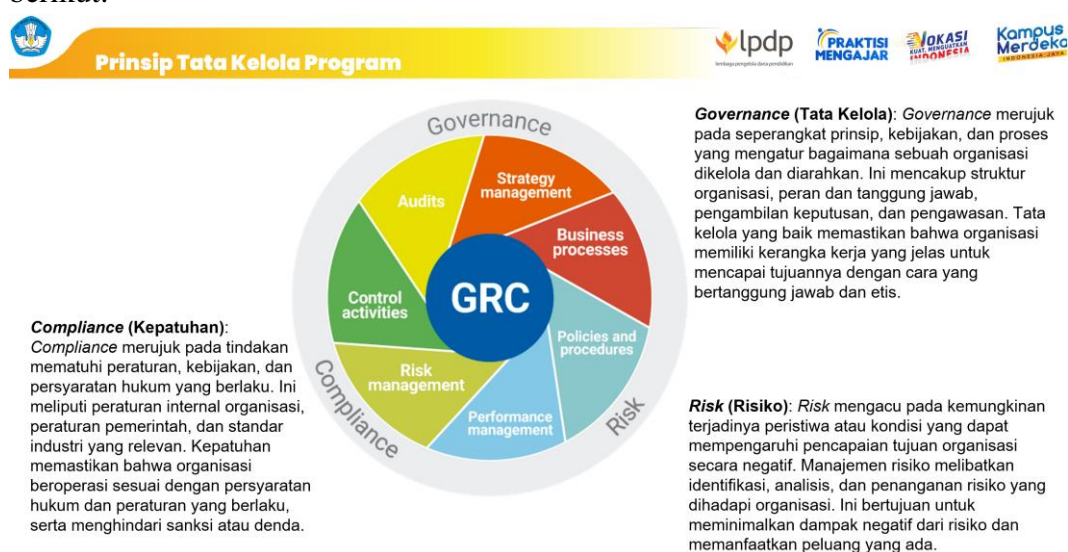 berikut:
Prinsip Tata Kelola Program
lpdp
lembaga pengelola dana pendidikan
PRAKTISI
MENGAJAR
VOKASI
KUAT, MENGUATKAN
INDONESIA
Kampus
Merdeka
INDONESIA JAYA
Governance
Audits
Strategy
management
Business
processes
Control
activities
GRC
Policies and
procedures
Risk
management
Performance
management
Compliance
Risk
Governance (Tata Kelola): Governance merujuk
pada seperangkat prinsip, kebijakan, dan proses
yang mengatur bagaimana sebuah organisasi
dikelola dan diarahkan. Ini mencakup struktur
organisasi, peran dan tanggung jawab,
pengambilan keputusan, dan pengawasan. Tata
kelola yang baik memastikan bahwa organisasi
memiliki kerangka kerja yang jelas untuk
mencapai tujuannya dengan cara yang
bertanggung jawab dan etis.
Compliance (Kepatuhan):
Compliance merujuk pada tindakan
mematuhi peraturan, kebijakan, dan
persyaratan hukum yang berlaku. Ini
meliputi peraturan internal organisasi,
peraturan pemerintah, dan standar
industri yang relevan. Kepatuhan
memastikan bahwa organisasi
beroperasi sesuai dengan persyaratan
hukum dan peraturan yang berlaku,
serta menghindari sanksi atau denda.
Risk (Risiko): Risk mengacu pada kemungkinan
terjadinya peristiwa atau kondisi yang dapat
mempengaruhi pencapaian tujuan organisasi
secara negatif. Manajemen risiko melibatkan
identifikasi, analisis, dan penanganan risiko yang
dihadapi organisasi. Ini bertujuan untuk
meminimalkan dampak negatif dari risiko dan
memanfaatkan peluang yang ada.